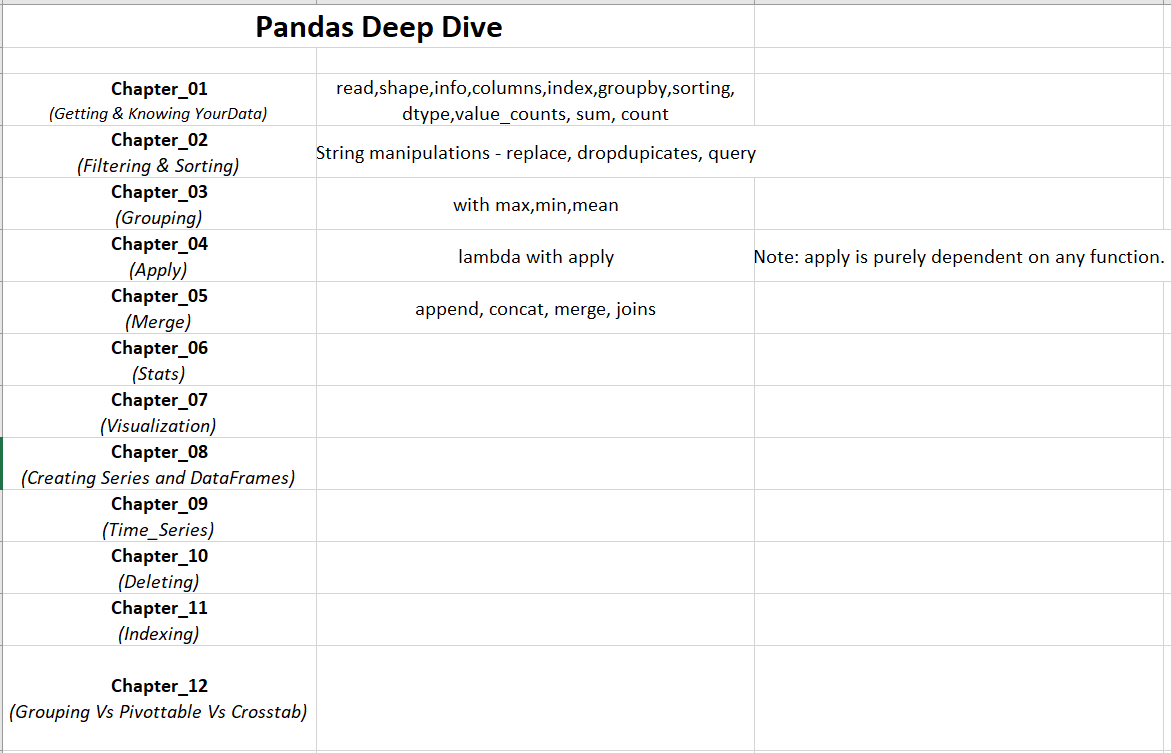 Pandas Deep Dive
Chapter_01
(Getting & Knowing YourData)
read,shape,info,columns,index,groupby,sorting,
dtype,value_counts, sum, count
Chapter_02
(Filtering & Sorting)
String manipulations - replace, dropdupicates, query
Chapter_03
(Grouping)
with max,min,mean
Chapter_04
(Apply)
lambda with apply
Note: apply is purely dependent on any function.
Chapter_05
(Merge)
append, concat, merge, joins
Chapter_06
(Stats)
Chapter_07
(Visualization)
Chapter_08
(Creating Series and DataFrames)
Chapter_09
(Time_Series)
Chapter_10
(Deleting)
Chapter_11
(Indexing)
Chapter_12
(Grouping Vs Pivottable Vs Crosstab)